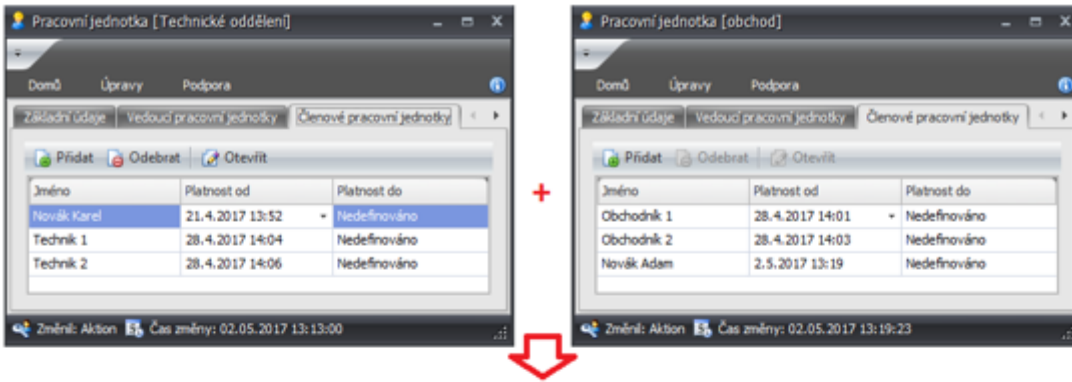 Pracovní jednotka [Technické oddělení]
Domů Úpravy Podpora
Základní údaje Vedoucí pracovní jednotky Členové pracovní jednotky
Přidat Odebrat Otevřít
Jméno Platnost od Platnost do
Novák Karel 21.4.2017 13:52 Nedefinováno
Technik 1 28.4.2017 14:04 Nedefinováno
Technik 2 28.4.2017 14:06 Nedefinováno
Změnil: Aktion Čas změny: 02.05.2017 13:13:00
+
Pracovní jednotka [obchod]
Domů Úpravy Podpora
Základní údaje Vedoucí pracovní jednotky Členové pracovní jednotky
Přidat Odebrat Otevřít
Jméno Platnost od Platnost do
Obchodník 1 28.4.2017 14:01 Nedefinováno
Obchodník 2 28.4.2017 14:03 Nedefinováno
Novák Adam 2.5.2017 13:19 Nedefinováno
Změnil: Aktion Čas změny: 02.05.2017 13:19:23